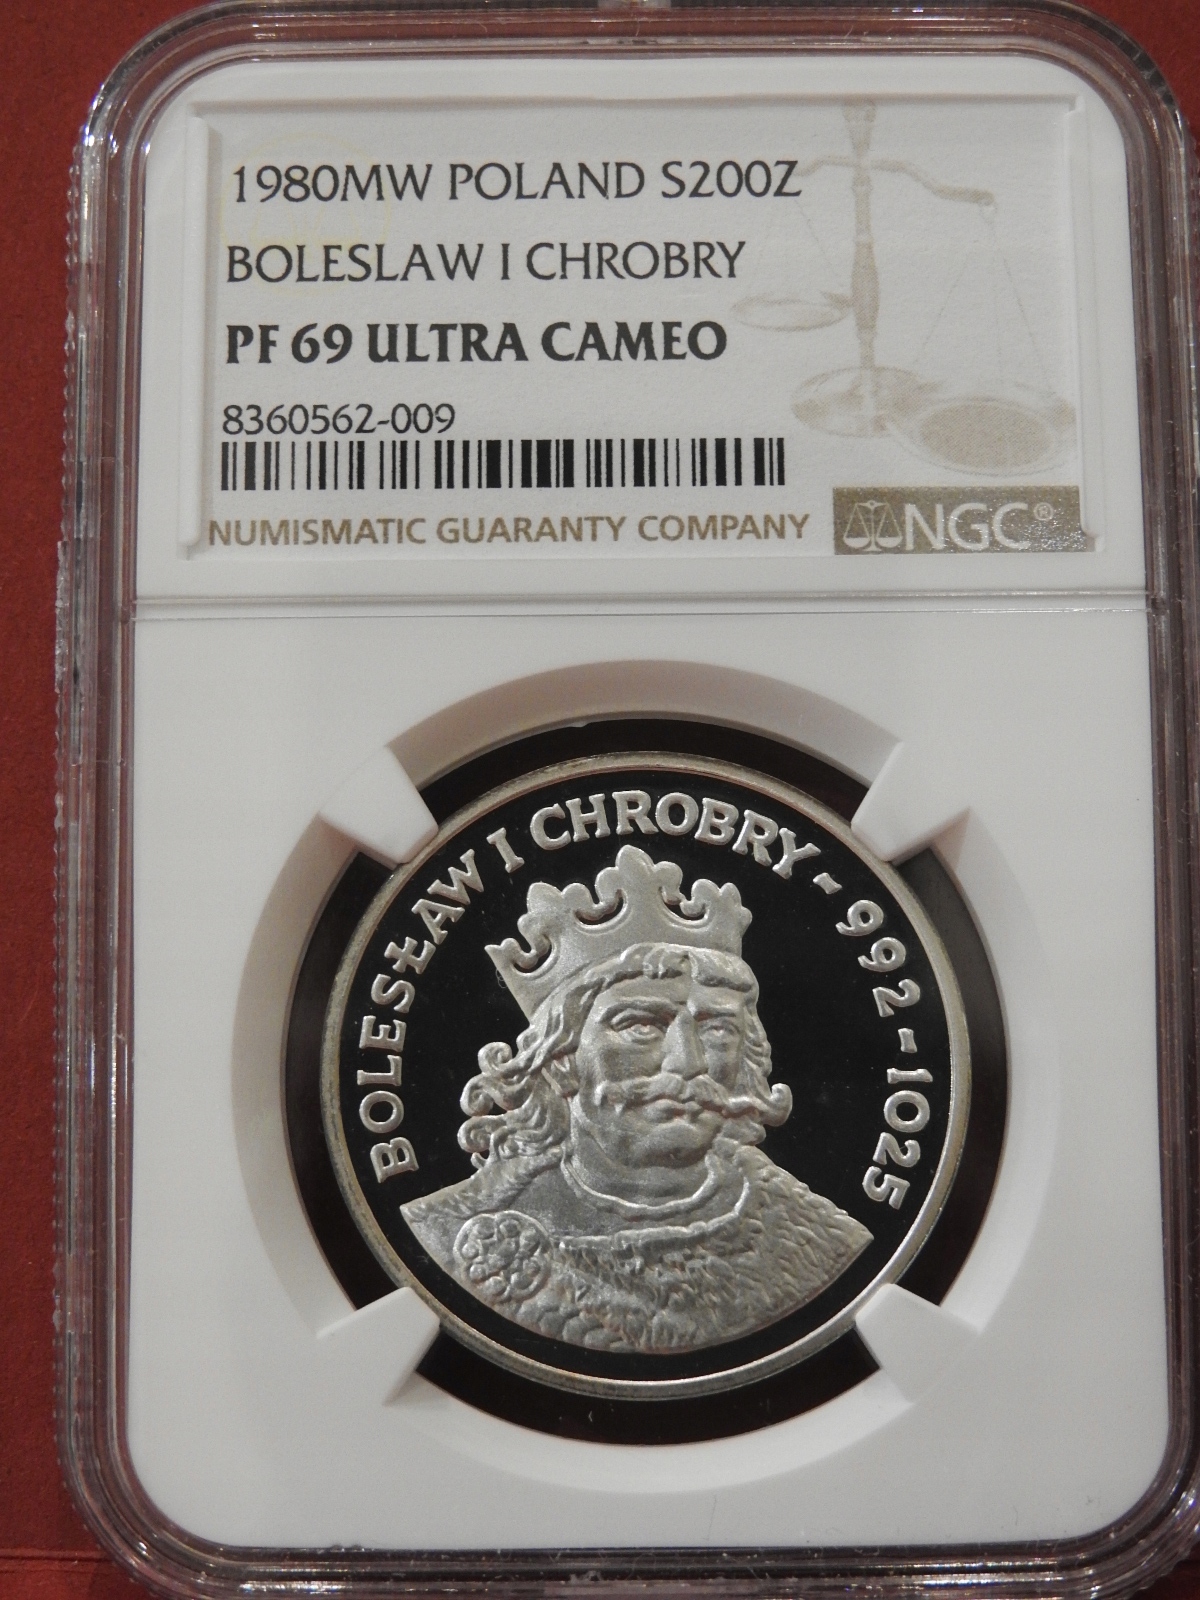 1980MW POLAND S200Z
BOLESLAW I CHROBRY
PF 69 ULTRA CAMEO
8360562-009
NUMISMATIC GUARANTY COMPANY
NGC®
BOLESŁAW I CHROBRY - 992 - 1025